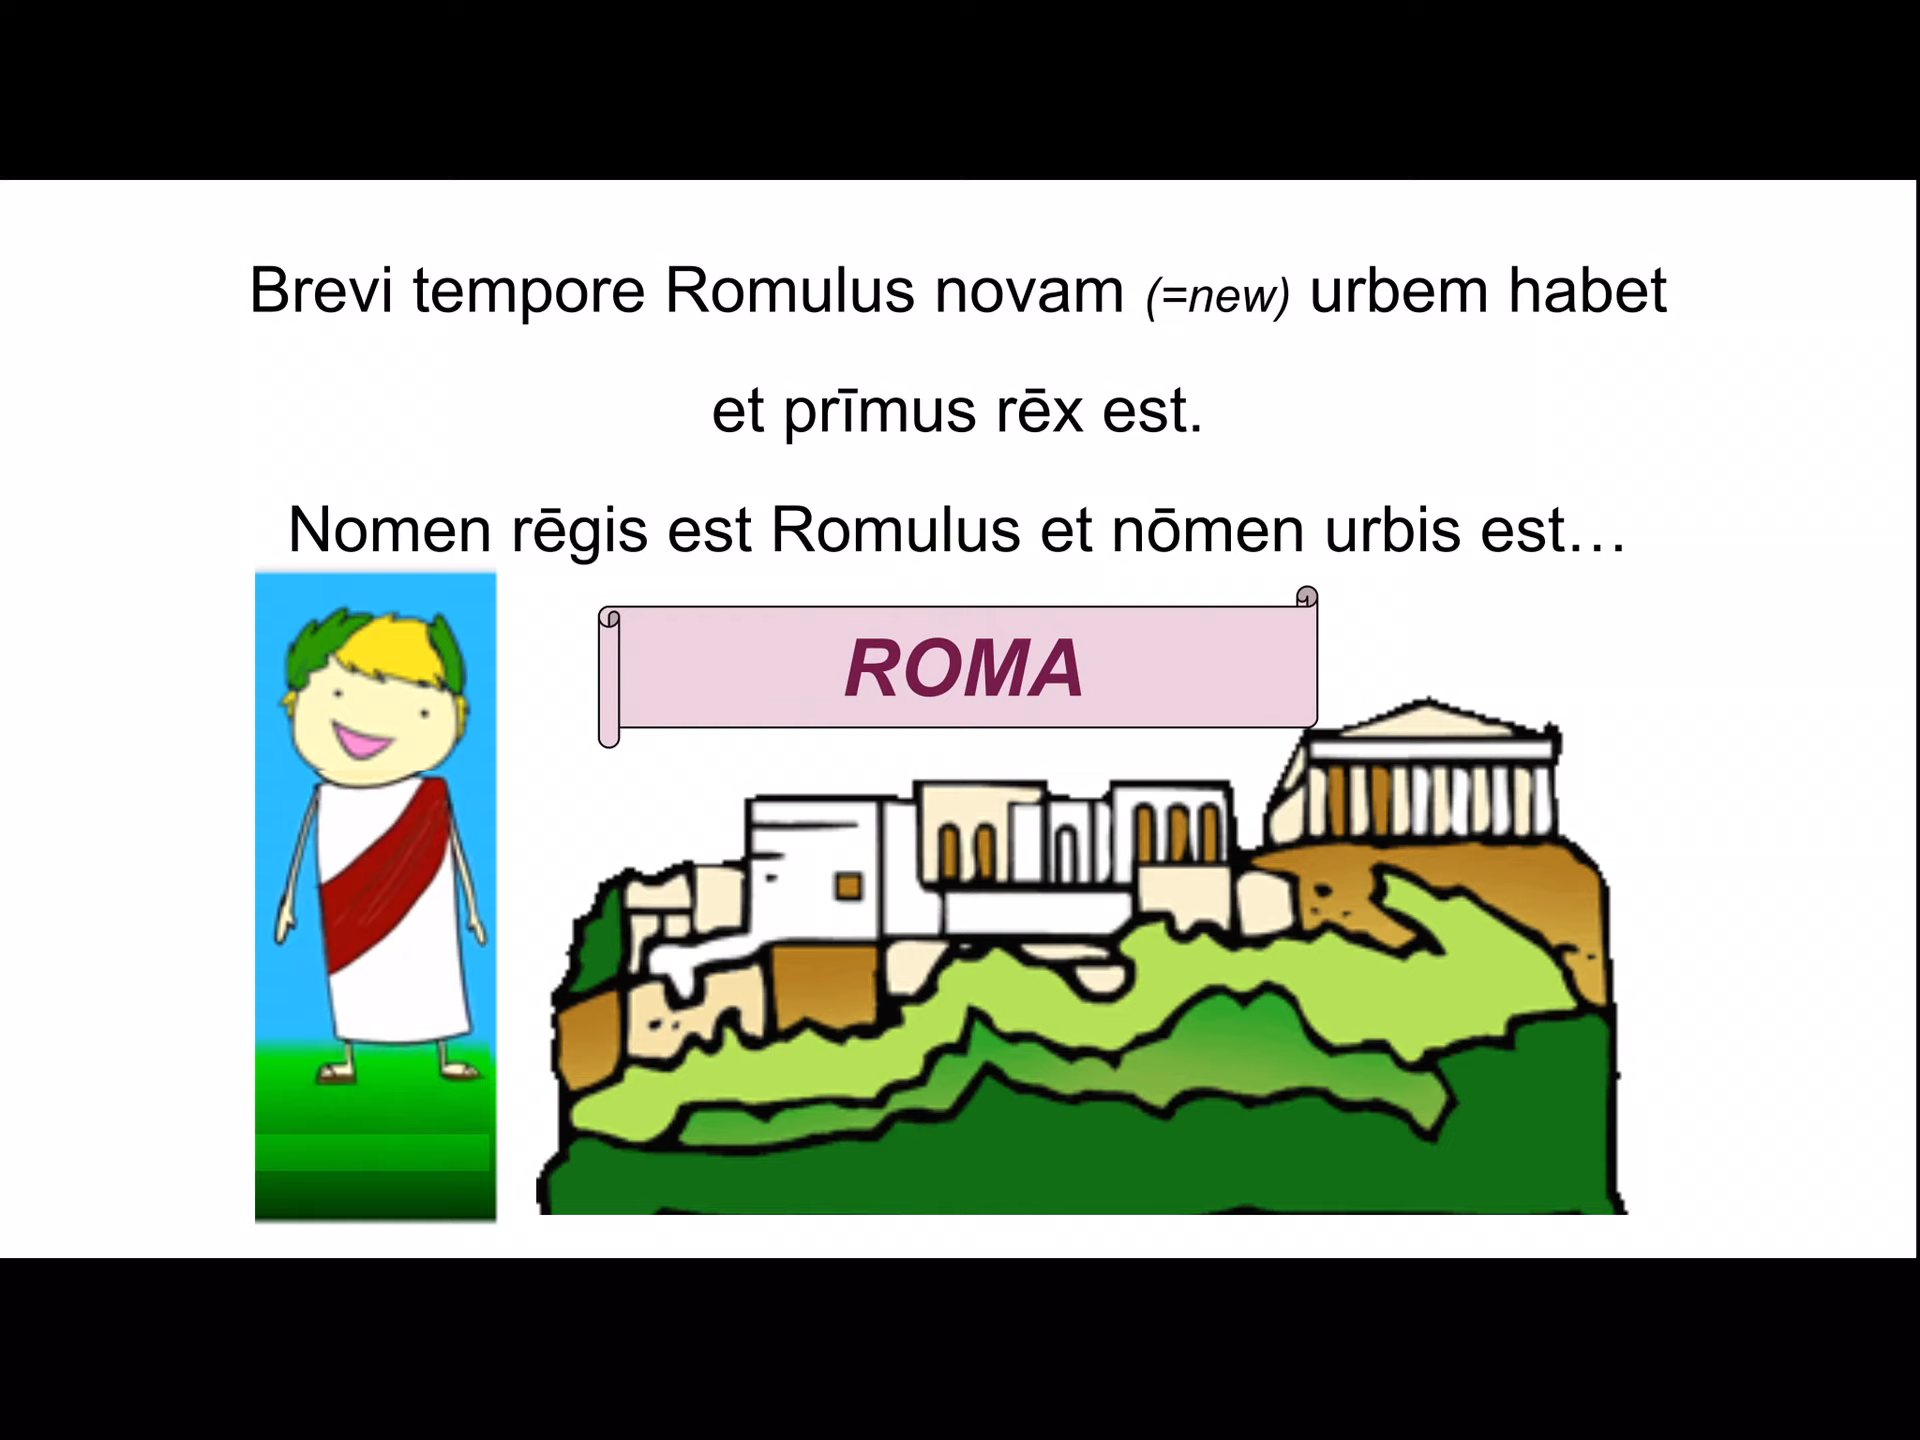 Brevi tempore Romulus novam (=new) urbem habet
et prīmus rēx est.
Nomen rēgis est Romulus et nōmen urbis est…
ROMA